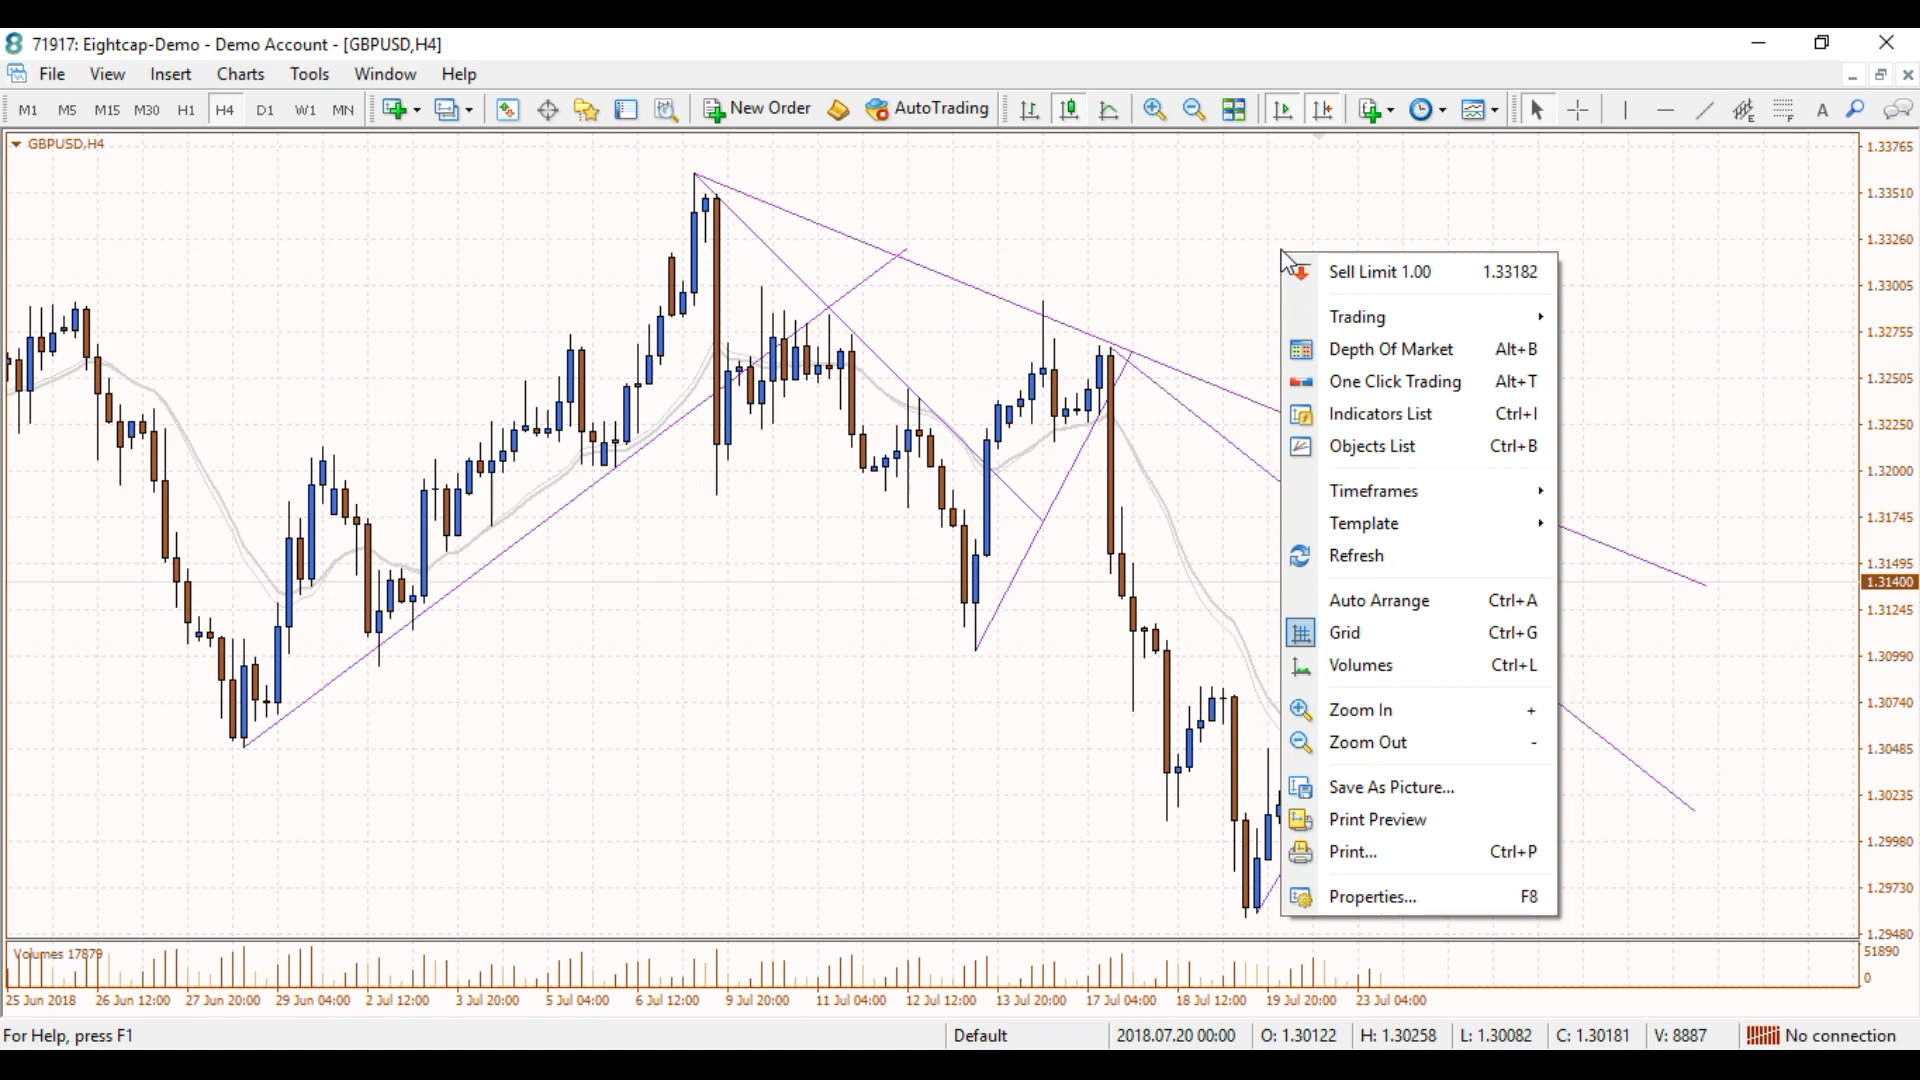 71917: Eightcap-Demo - Demo Account - [GBPUSD,H4]
File View Insert Charts Tools Window Help
M1 M5 M15 M30 H1 H4 D1 W1 MN New Order AutoTrading A
GBPUSD,H4
1.33765
1.33510
1.33260
1.33005
1.32755
1.32505
1.32250
1.32000
1.31745
1.31495
1.31400
1.31245
1.30990
1.30740
1.30485
1.30235
1.29980
1.29730
1.29480
Sell Limit 1.00 1.33182
Trading
Depth Of Market Alt+B
One Click Trading Alt+T
Indicators List Ctrl+I
Objects List Ctrl+B
Timeframes
Template
Refresh
Auto Arrange Ctrl+A
Grid Ctrl+G
Volumes Ctrl+L
Zoom In +
Zoom Out -
Save As Picture...
Print Preview
Print... Ctrl+P
Properties... F8
Volumes 17879
51890
0
25 Jun 2018 26 Jun 12:00 27 Jun 20:00 29 Jun 04:00 2 Jul 12:00 3 Jul 20:00 5 Jul 04:00 6 Jul 12:00 9 Jul 20:00 11 Jul 04:00 12 Jul 12:00 13 Jul 20:00 17 Jul 04:00 18 Jul 12:00 19 Jul 20:00 23 Jul 04:00
For Help, press F1 Default 2018.07.20 00:00 O: 1.30122 H: 1.30258 L: 1.30082 C: 1.30181 V: 8887 No connection